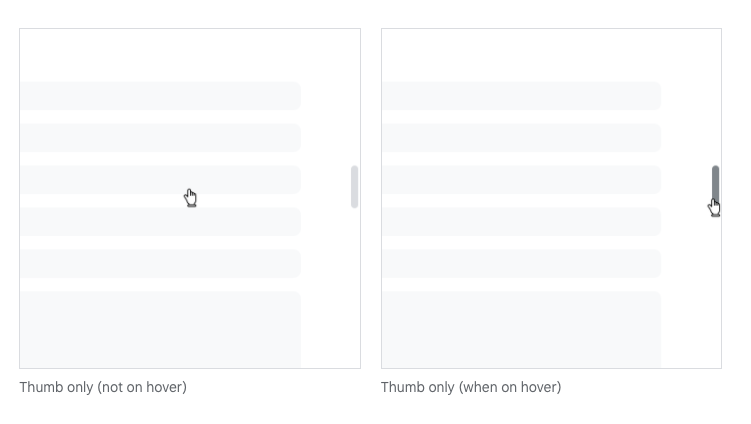 Thumb only (not on hover)
Thumb only (when on hover)